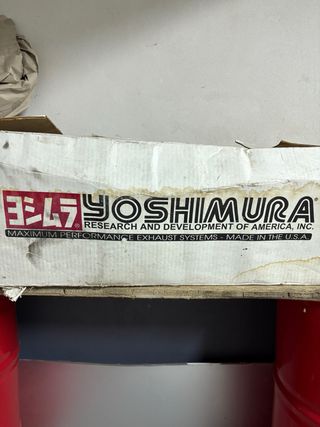 ヨシムラ® YOSHIMURA®
RESEARCH AND DEVELOPMENT OF AMERICA, INC.
MAXIMUM PERFORMANCE EXHAUST SYSTEMS - MADE IN THE U.S.A.